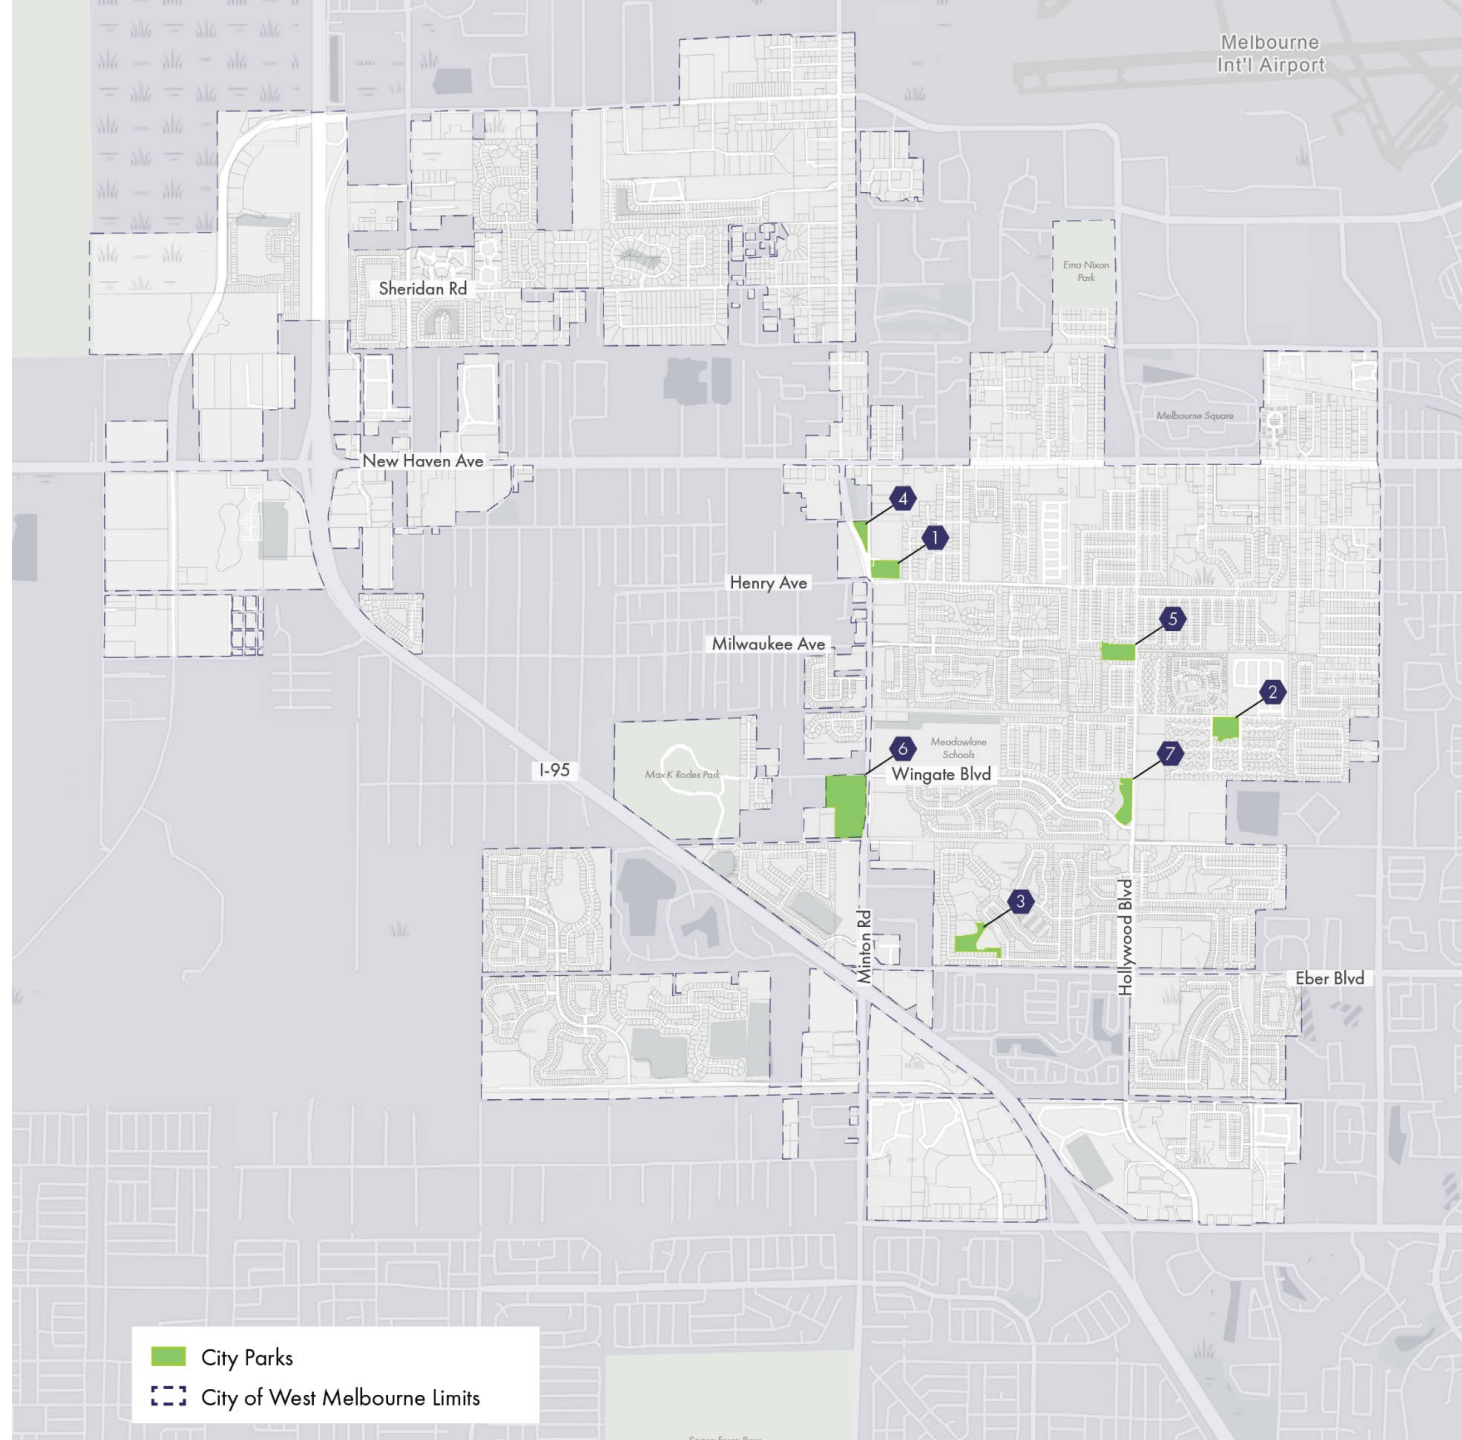 Melbourne
Int'l Airport
Erna Nixon
Park
Sheridan Rd
Melbourne Square
New Haven Ave
4
1
Henry Ave
5
Milwaukee Ave
2
6
Meadowlane
Schools
7
I-95
Max K Rodes Park
Wingate Blvd
3
Minton Rd
Hollywood Blvd
Eber Blvd
City Parks
City of West Melbourne Limits